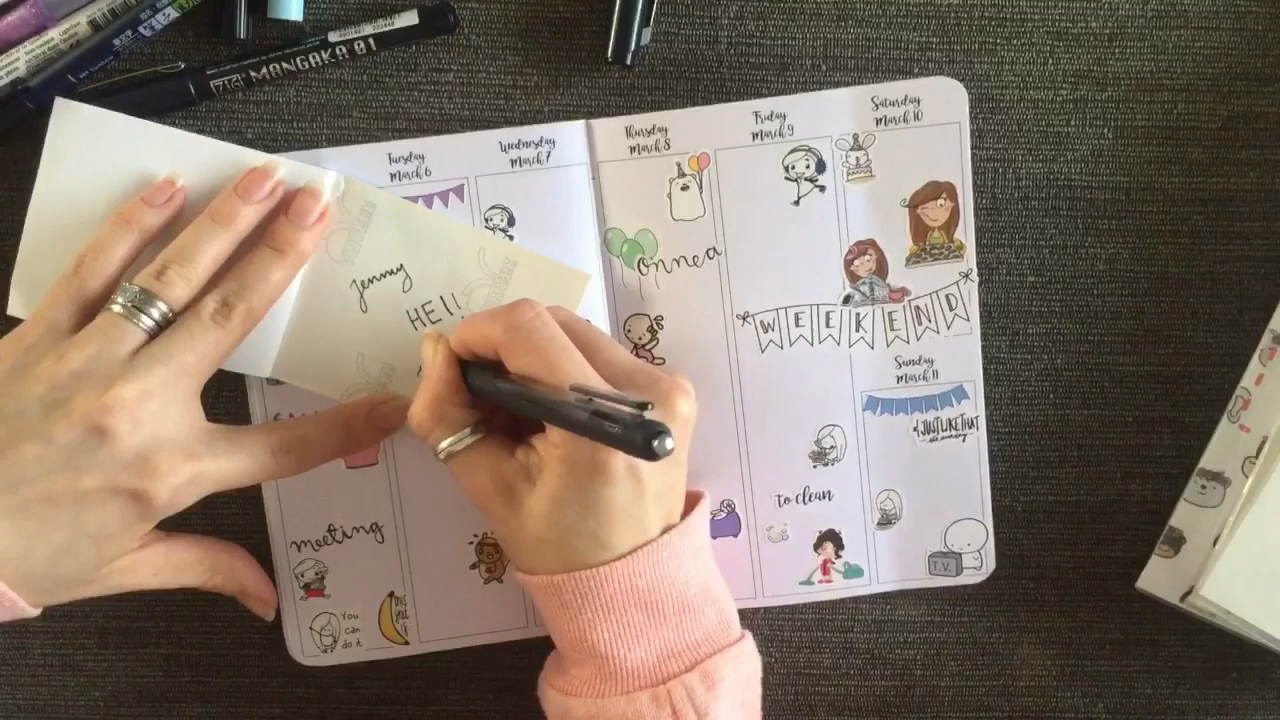 ZIG MANGAKA 01
Tuesday
March 6
Wednesday
March 7
Thursday
March 8
Friday
March 9
Saturday
March 10
Jenny
HEI!
onnea
WEEKEND
Sunday
March 11
#JUSTLIKETHAT
to clean
meeting
You
can
do it
T.V.